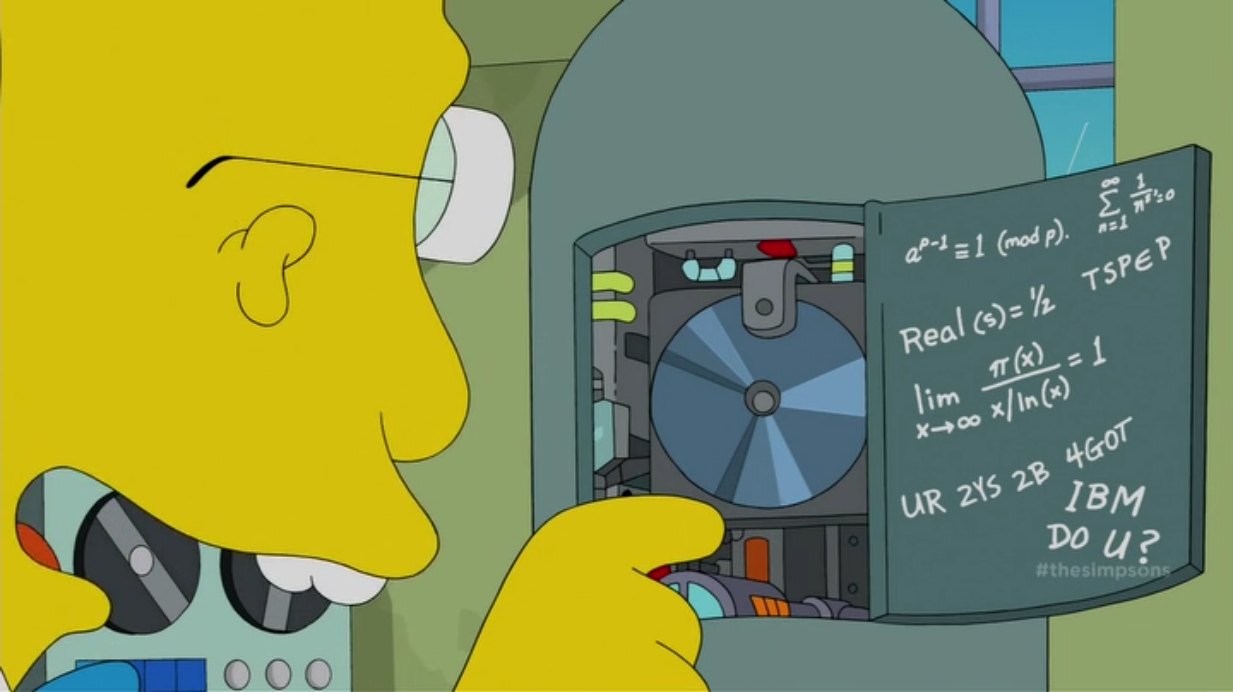 ∞ Σ n=1 1/n^s = 0
a^p-1 ≡ 1 (mod p).
TSPEP
Real (s) = 1/2
lim x→∞ π(x) / x/ln(x) = 1
UR 2YS 2B 4GOT
IBM
DO U?
#thesimpsons